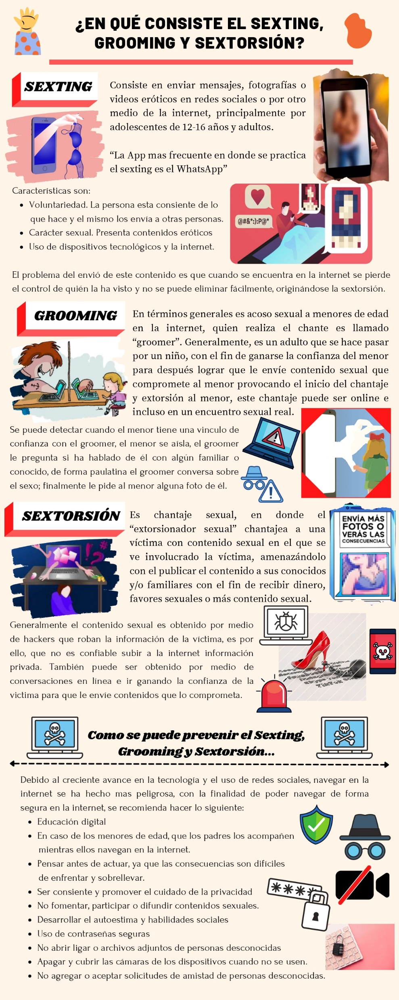 ¿EN QUÉ CONSISTE EL SEXTING,
GROOMING Y SEXTORSIÓN?
SEXTING
Consiste en enviar mensajes, fotografías o
videos eróticos en redes sociales o por otro
medio de la internet, principalmente por
adolescentes de 12-16 años y adultos.
“La App mas frecuente en donde se practica
el sexting es el WhatsApp”
Características son:
• Voluntariedad. La persona esta consiente de lo
que hace y el mismo los envía a otras personas.
• Carácter sexual. Presenta contenidos eróticos
• Uso de dispositivos tecnológicos y la internet.
@#&*:):P@*
El problema del envió de este contenido es que cuando se encuentra en la internet se pierde
el control de quién la ha visto y no se puede eliminar fácilmente, originándose la sextorsión.
GROOMING
En términos generales es acoso sexual a menores de edad
en la internet, quien realiza el chante es llamado
“groomer”. Generalmente, es un adulto que se hace pasar
por un niño, con el fin de ganarse la confianza del menor
para después lograr que le envíe contenido sexual que
compromete al menor provocando el inicio del chantaje
y extorsión al menor, este chantaje puede ser online e
incluso en un encuentro sexual real.
Se puede detectar cuando el menor tiene una vinculo de
confianza con el groomer, el menor se aísla, el groomer
le pregunta si ha hablado de él con algún familiar o
conocido, de forma paulatina el groomer conversa sobre
el sexo; finalmente le pide al menor alguna foto de él.
SEXTORSIÓN
Es chantaje sexual, en donde el
“extorsionador sexual” chantajea a una
víctima con contenido sexual en el que se
ve involucrado la víctima, amenazándolo
con el publicar el contenido a sus conocidos
y/o familiares con el fin de recibir dinero,
favores sexuales o más contenido sexual.
ENVÍA MÁS
FOTOS O
VERÁS LAS
CONSECUENCIAS
Generalmente el contenido sexual es obtenido por medio
de hackers que roban la información de la víctima, es por
ello, que no es confiable subir a la internet información
privada. También puede ser obtenido por medio de
conversaciones en línea e ir ganando la confianza de la
victima para que le envíe contenidos que lo comprometa.
facebook
skype
TikTok
Como se puede prevenir el Sexting,
Grooming y Sextorsión...
Debido al creciente avance en la tecnología y el uso de redes sociales, navegar en la
internet se ha hecho mas peligrosa, con la finalidad de poder navegar de forma
segura en la internet, se recomienda hacer lo siguiente:
• Educación digital
• En caso de los menores de edad, que los padres los acompañen
mientras ellos navegan en la internet.
• Pensar antes de actuar, ya que las consecuencias son difíciles
de enfrentar y sobrellevar.
• Ser consiente y promover el cuidado de la privacidad
• No fomentar, participar o difundir contenidos sexuales.
• Desarrollar el autoestima y habilidades sociales
• Uso de contraseñas seguras
• No abrir ligar o archivos adjuntos de personas desconocidas
• Apagar y cubrir las cámaras de los dispositivos cuando no se usen.
• No agregar o aceptar solicitudes de amistad de personas desconocidas.